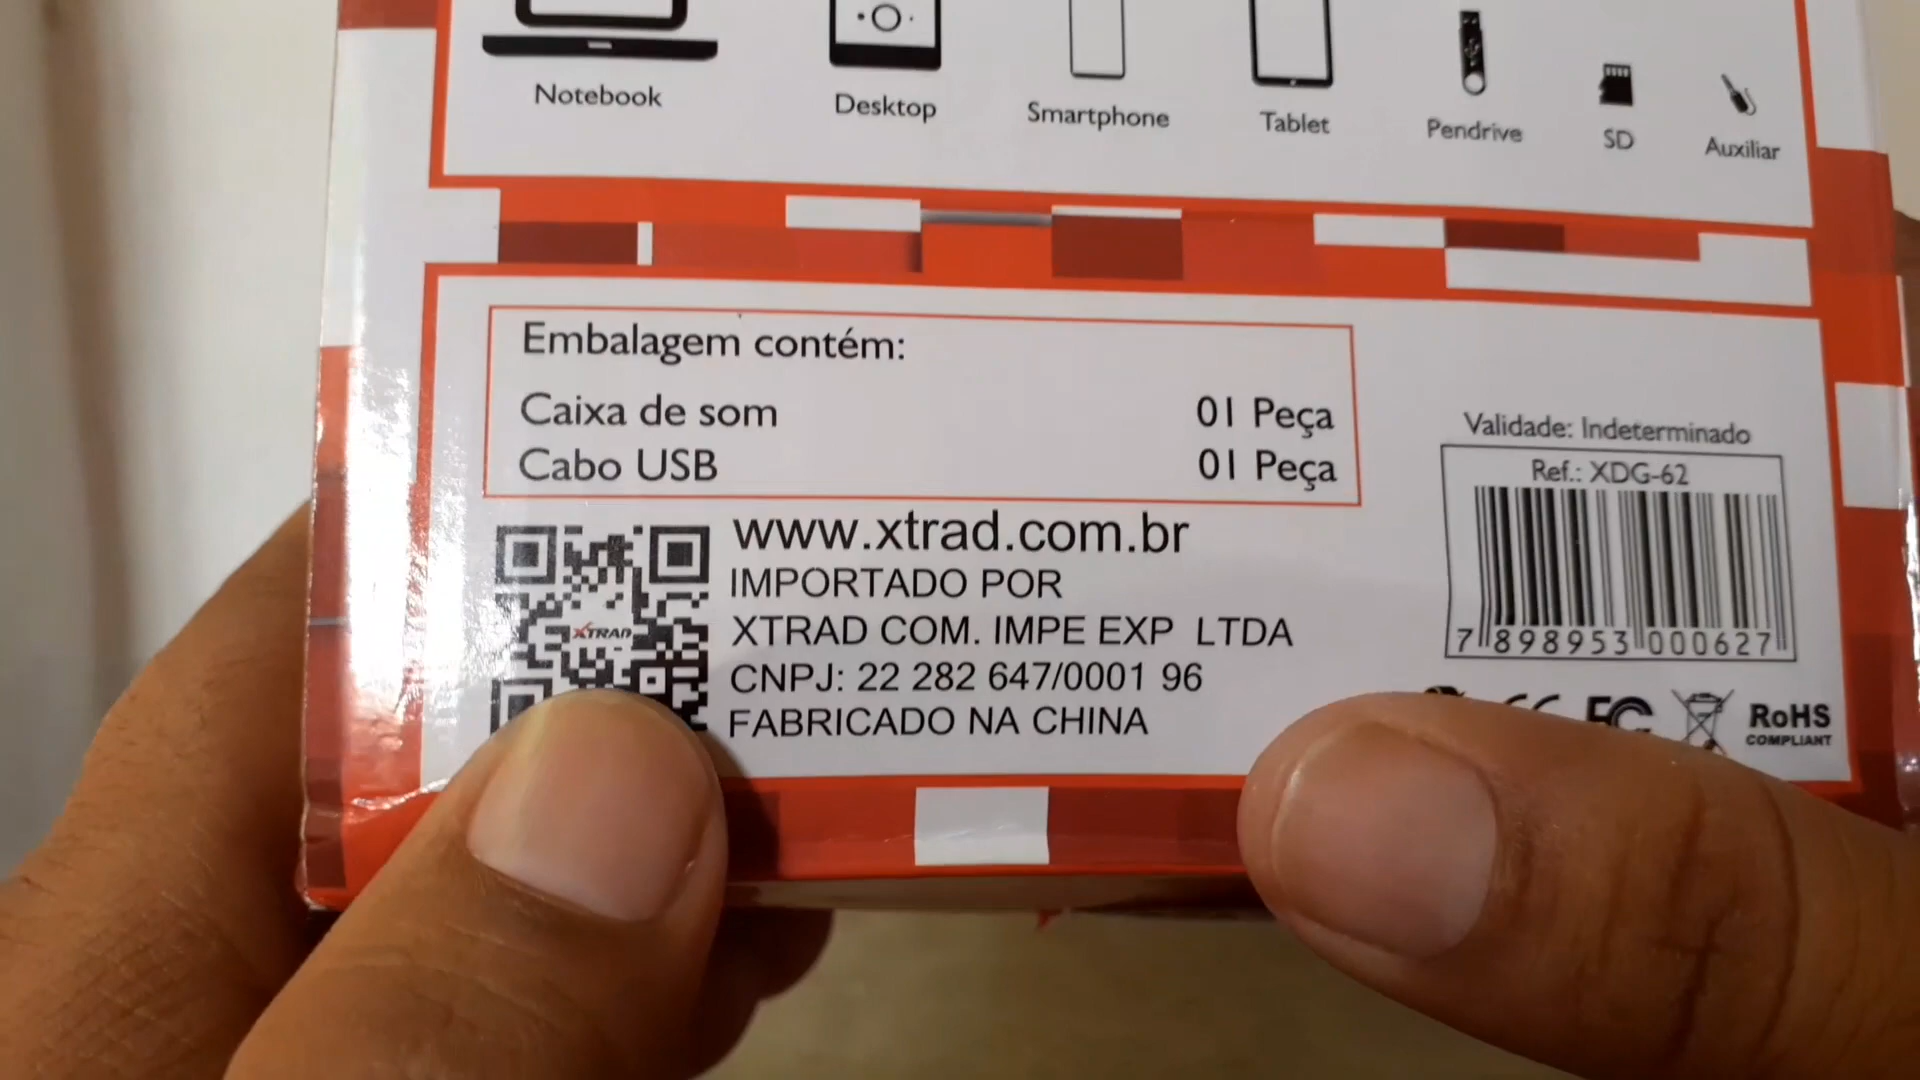 Notebook
Desktop
Smartphone
Tablet
Pendrive
SD
Auxiliar
Embalagem contém:
Caixa de som 01 Peça
Cabo USB 01 Peça
Validade: Indeterminado
Ref.: XDG-62
7 898953 000627
XTRAD
www.xtrad.com.br
IMPORTADO POR
XTRAD COM. IMPE EXP LTDA
CNPJ: 22 282 647/0001 96
FABRICADO NA CHINA
FC
RoHS
COMPLIANT